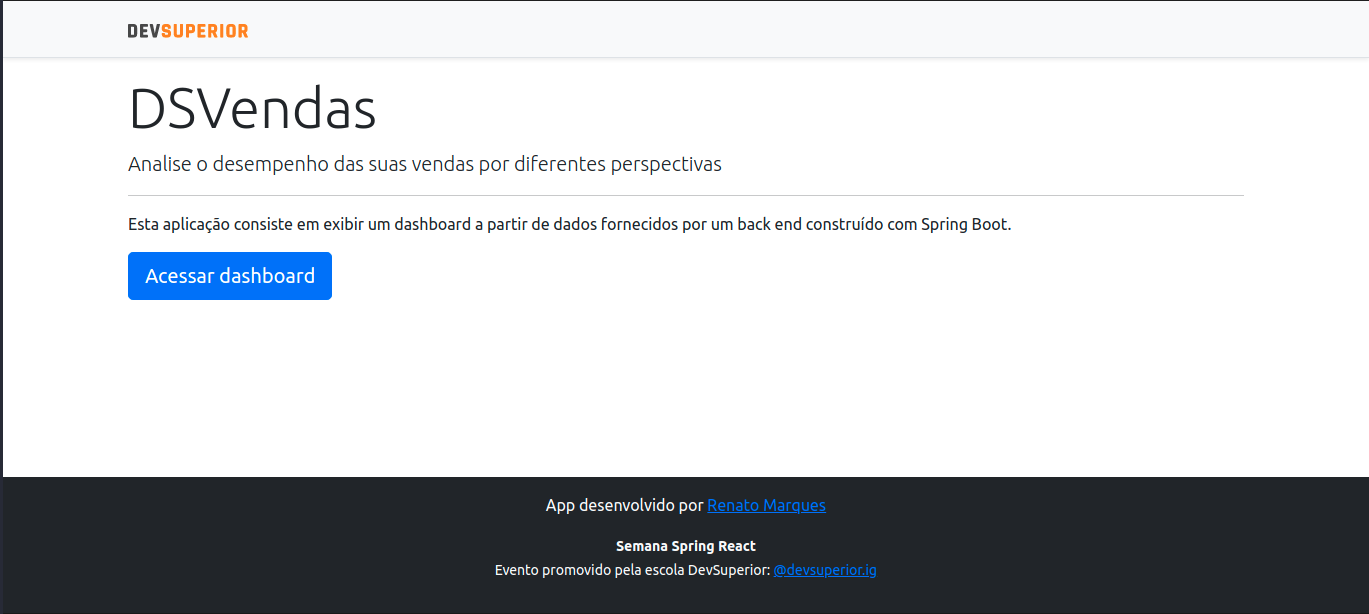 DEVSUPERIOR
DSVendas
Analise o desempenho das suas vendas por diferentes perspectivas
Esta aplicação consiste em exibir um dashboard a partir de dados fornecidos por um back end construído com Spring Boot.
Acessar dashboard
App desenvolvido por Renato Marques
Semana Spring React
Evento promovido pela escola DevSuperior: @devsuperior.ig